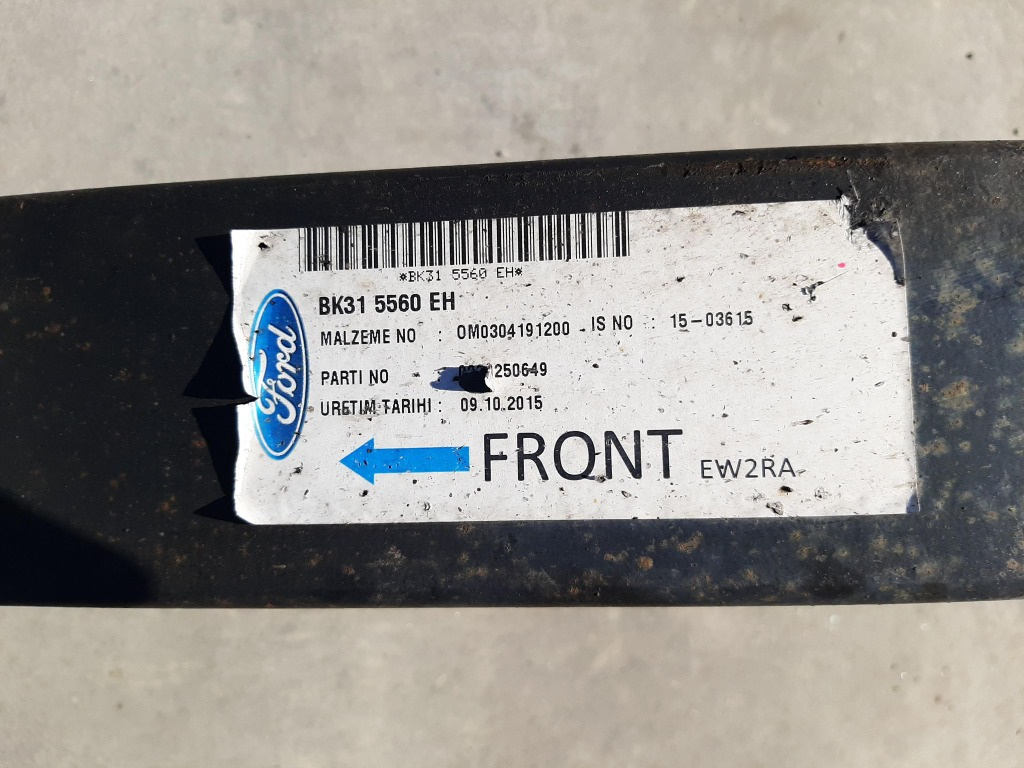 *BK31 5560 EH*
BK31 5560 EH
MALZEME NO : 0M0304191200 - IS NO : 15-03615
Ford
PARTI NO
URETIM TARIHI : 09.10.2015
FRONT EW2RA